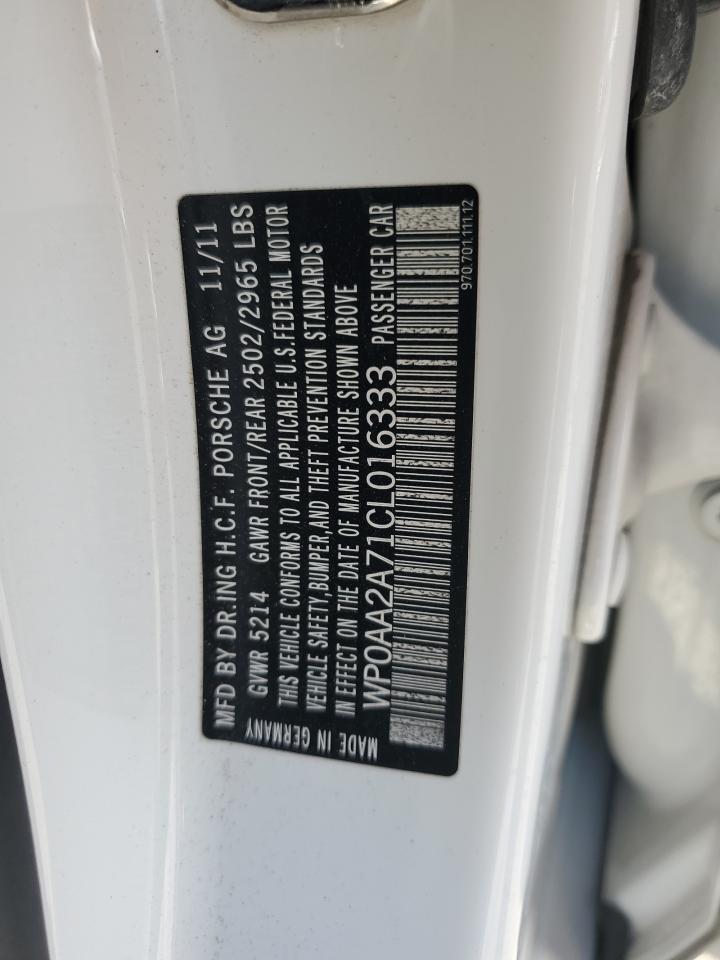 MFD BY DR.ING H.C.F. PORSCHE AG 11/11
GVWR 5214 GAWR FRONT/REAR 2502/2965 LBS
THIS VEHICLE CONFORMS TO ALL APPLICABLE U.S.FEDERAL MOTOR
VEHICLE SAFETY,BUMPER,AND THEFT PREVENTION STANDARDS
IN EFFECT ON THE DATE OF MANUFACTURE SHOWN ABOVE
MADE IN GERMANY WP0AA2A71CL016333 PASSENGER CAR
970.701.111.12